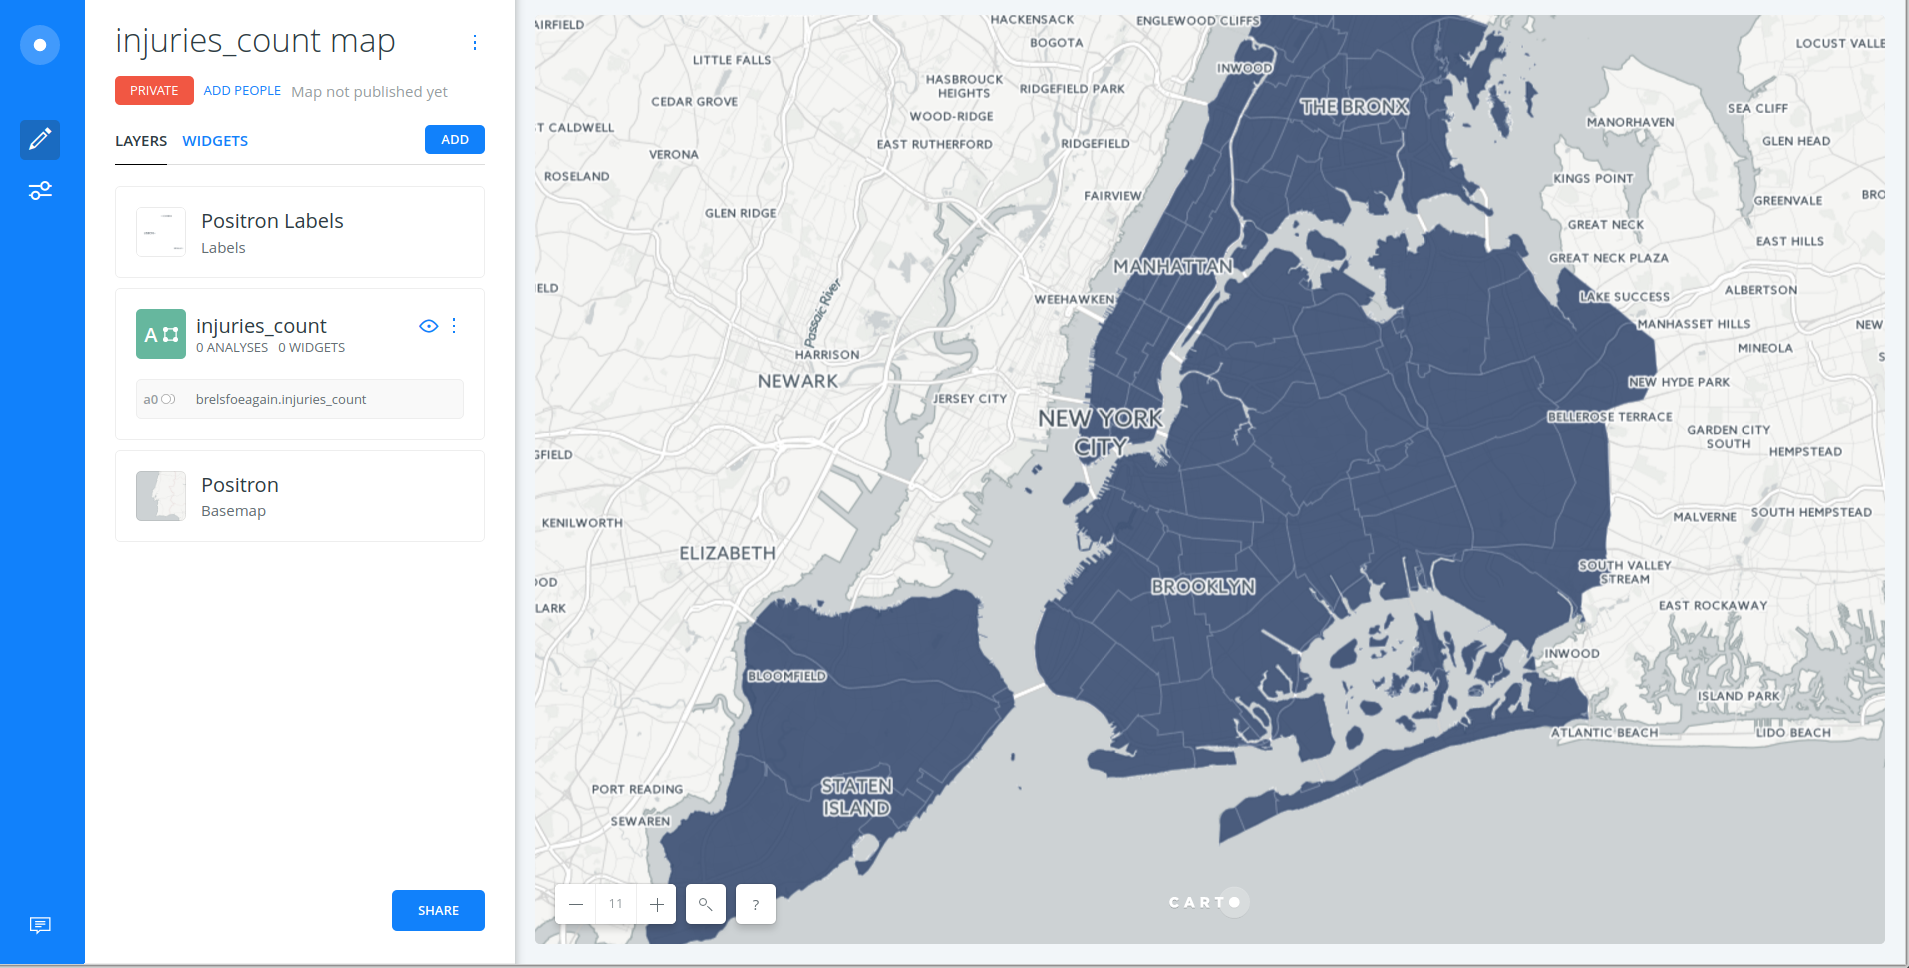 injuries_count map
PRIVATE ADD PEOPLE Map not published yet
LAYERS WIDGETS ADD
Positron Labels
Labels
A injuries_count
0 ANALYSES 0 WIDGETS
a0 brelsfoeagain.injuries_count
Positron
Basemap
SHARE
AIRFIELD
HACKENSACK
ENGLEWOOD CLIFFS
BOGOTA
LOCUST VALLE
LITTLE FALLS
INWOOD
HASBROUCK
HEIGHTS
RIDGEFIELD PARK
CEDAR GROVE
THE BRONX
SEA CLIFF
WOOD-RIDGE
MANORHAVEN
T CALDWELL
EAST RUTHERFORD
RIDGEFIELD
GLEN HEAD
VERONA
ROSELAND
KINGS POINT
FAIRVIEW
GREENVALE
BRO
GLEN RIDGE
GREAT NECK
EAST HILLS
GREAT NECK PLAZA
MANHATTAN
ELD
Passaic River
WEEHAWKEN
LAKE SUCCESS
ALBERTSON
MANHASSET HILLS
NEW
HARRISON
MINEOLA
S
NEWARK
NEW HYDE PARK
JERSEY CITY
NEW YORK
CITY
BELLEROSE TERRACE
GARDEN CITY
SOUTH
HEMPSTEAD
GFIELD
KENILWORTH
MALVERNE
SOUTH HEMPSTEAD
ELIZABETH
SOUTH VALLEY
STREAM
OOD
BROOKLYN
LARK
EAST ROCKAWAY
INWOOD
BLOOMFIELD
ISLAND PARK
ATLANTIC BEACH
LIDO BEACH
PORT READING
STATEN
ISLAND
SEWAREN
11
?
CARTO